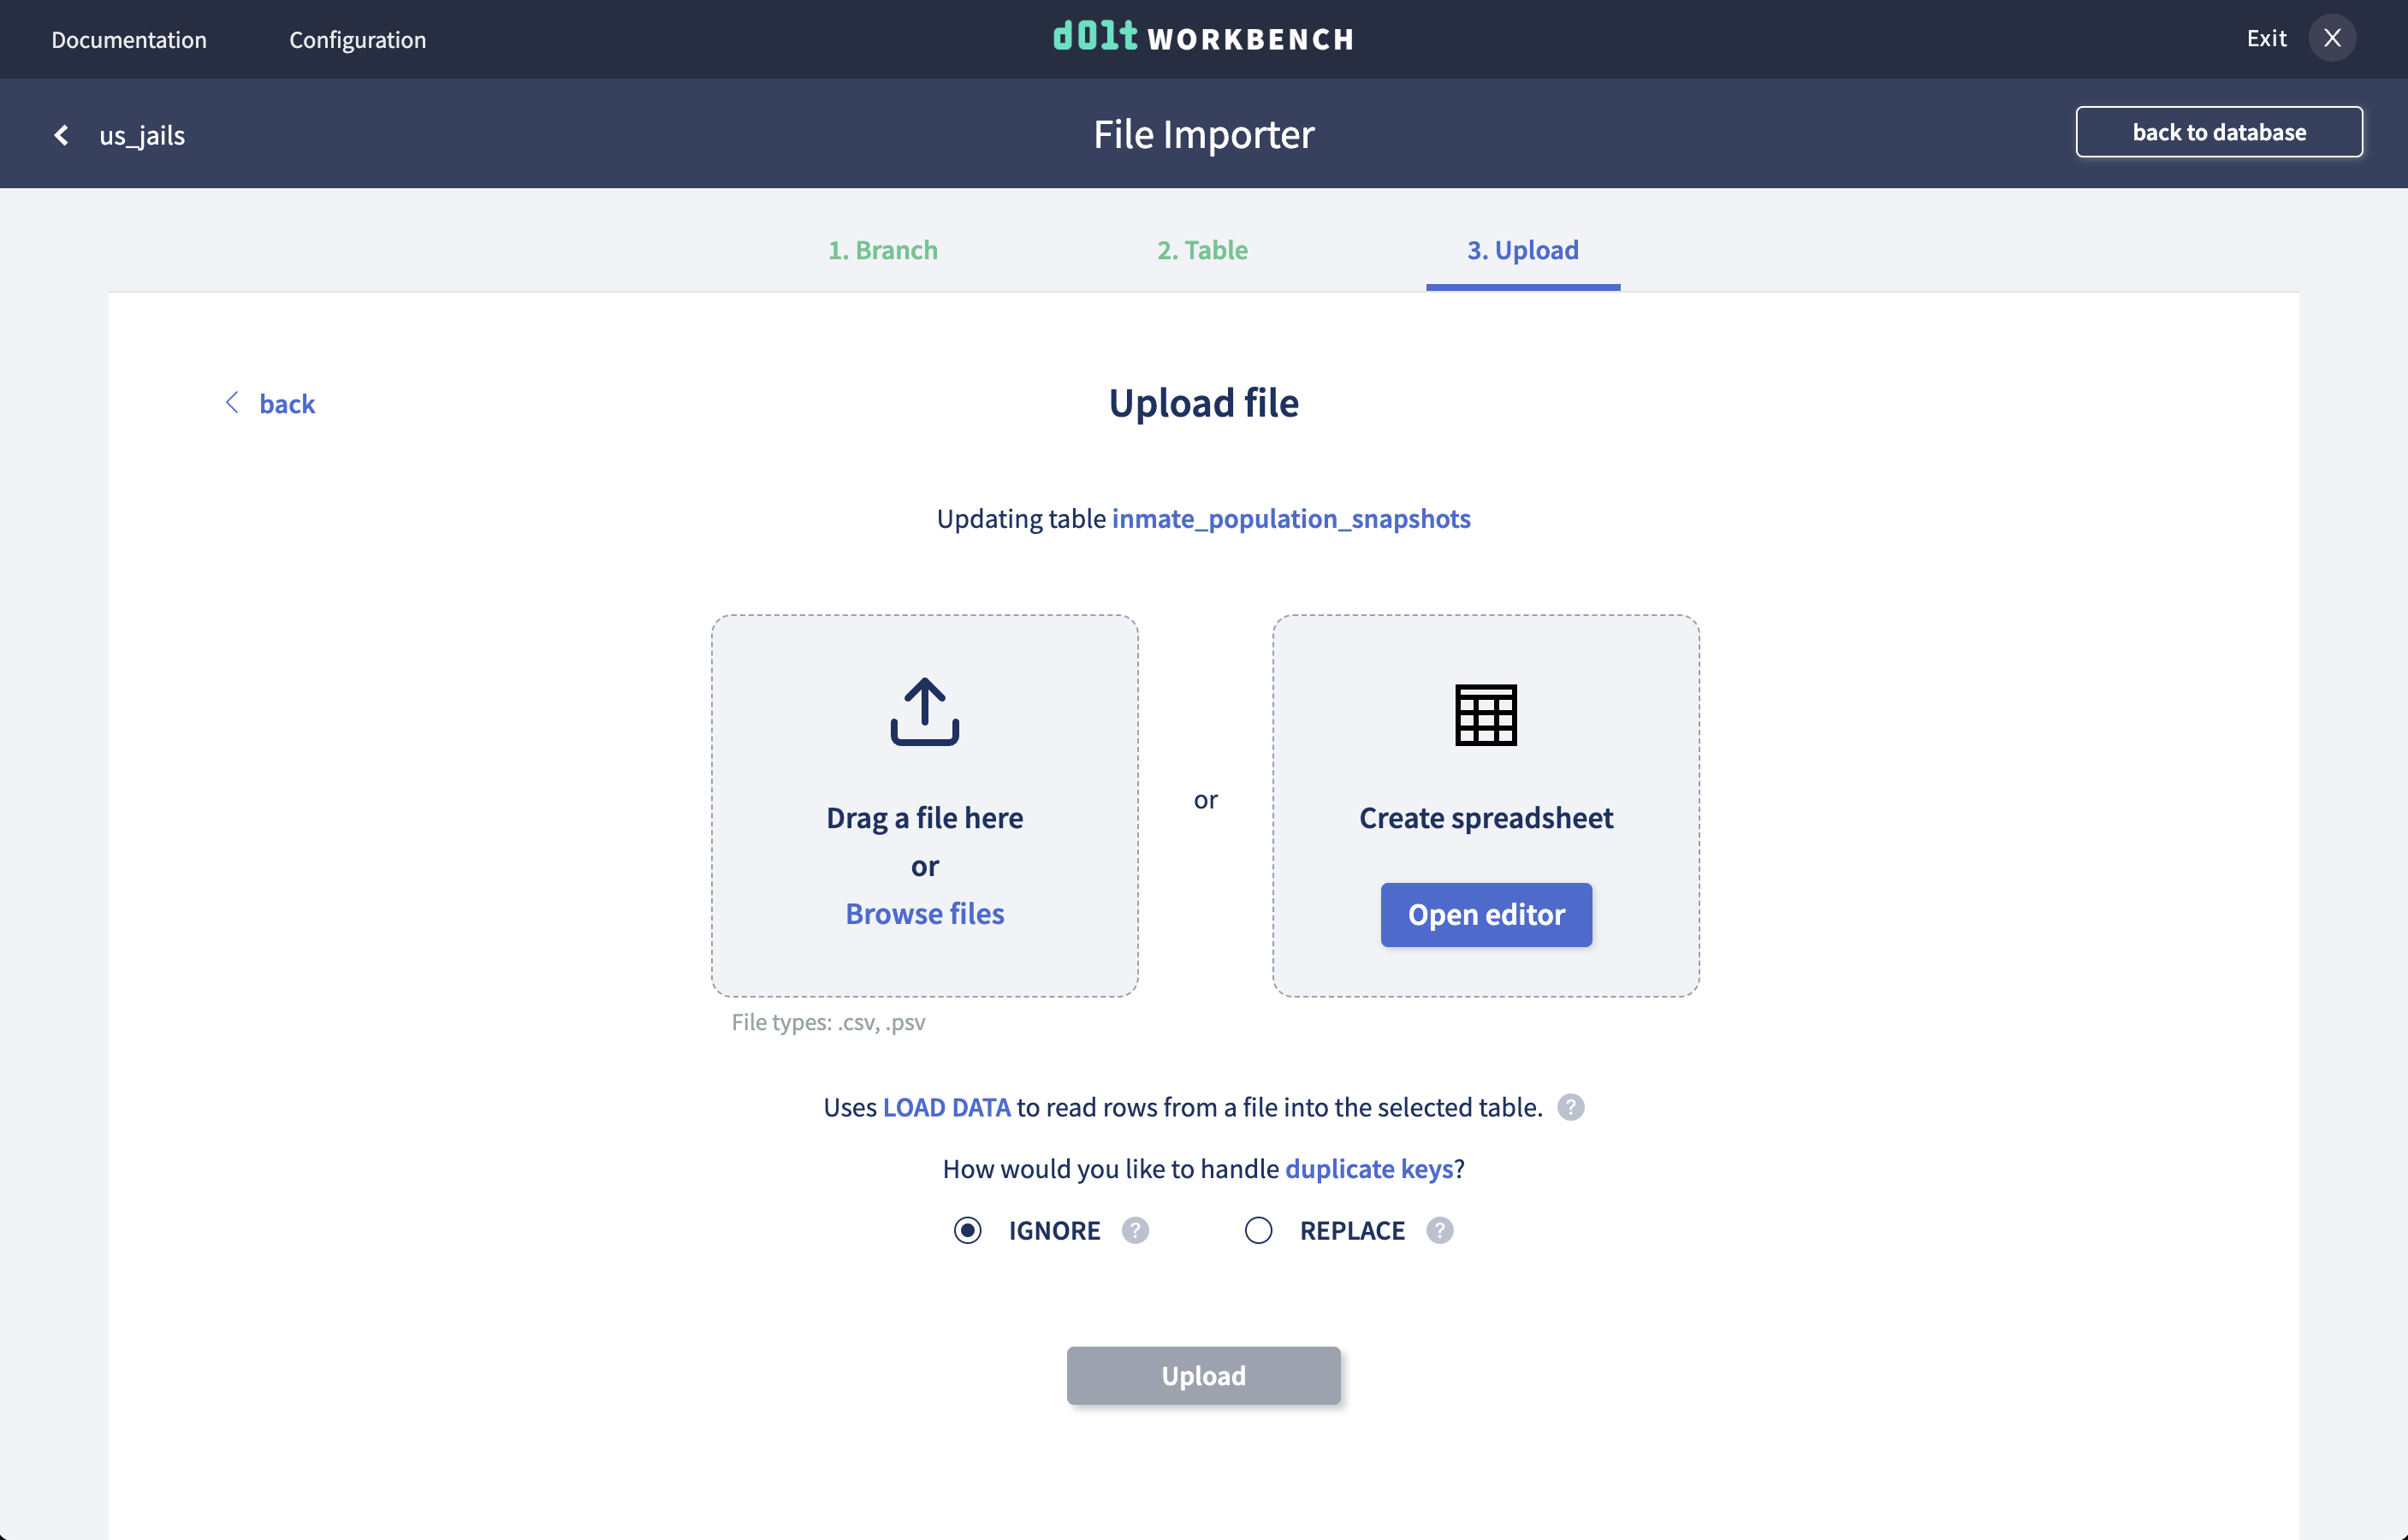 Documentation
Configuration
dolt WORKBENCH
Exit
X
us_jails
File Importer
back to database
1. Branch
2. Table
3. Upload
back
Upload file
Updating table inmate_population_snapshots
Drag a file here
or
Browse files
or
Create spreadsheet
Open editor
File types: .csv, .psv
Uses LOAD DATA to read rows from a file into the selected table. ?
How would you like to handle duplicate keys?
IGNORE ?
REPLACE ?
Upload